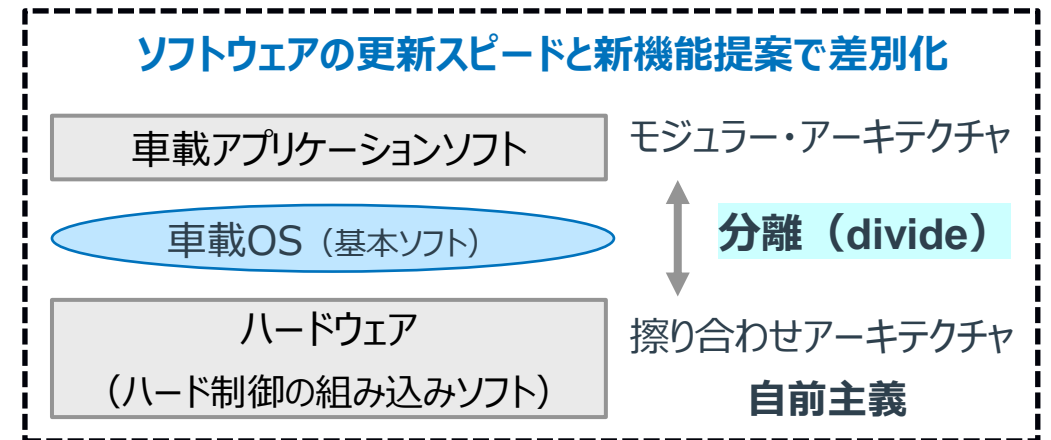 ソフトウェアの更新スピードと新機能提案で差別化
車載アプリケーションソフト
モジュラー・アーキテクチャ
車載OS（基本ソフト）
分離（divide）
ハードウェア
（ハード制御の組み込みソフト）
擦り合わせアーキテクチャ
自前主義